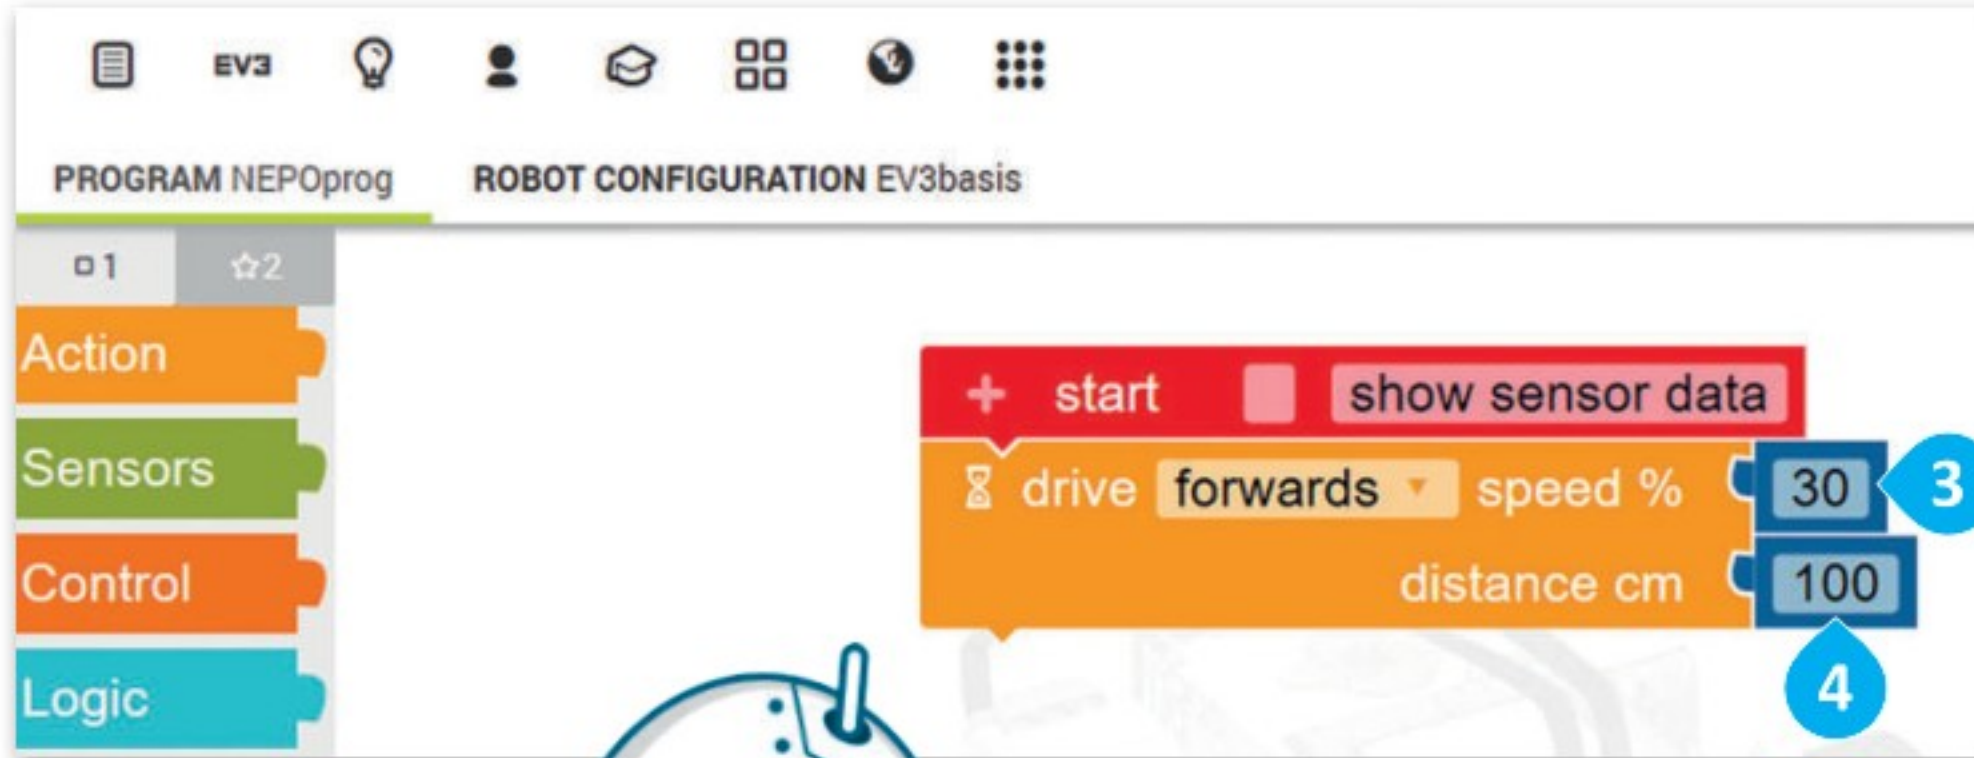 EV3
PROGRAM NEPOprog ROBOT CONFIGURATION EV3basis
1 2
Action
Sensors
Control
Logic
+ start show sensor data
drive forwards speed % 30
distance cm 100
3
4